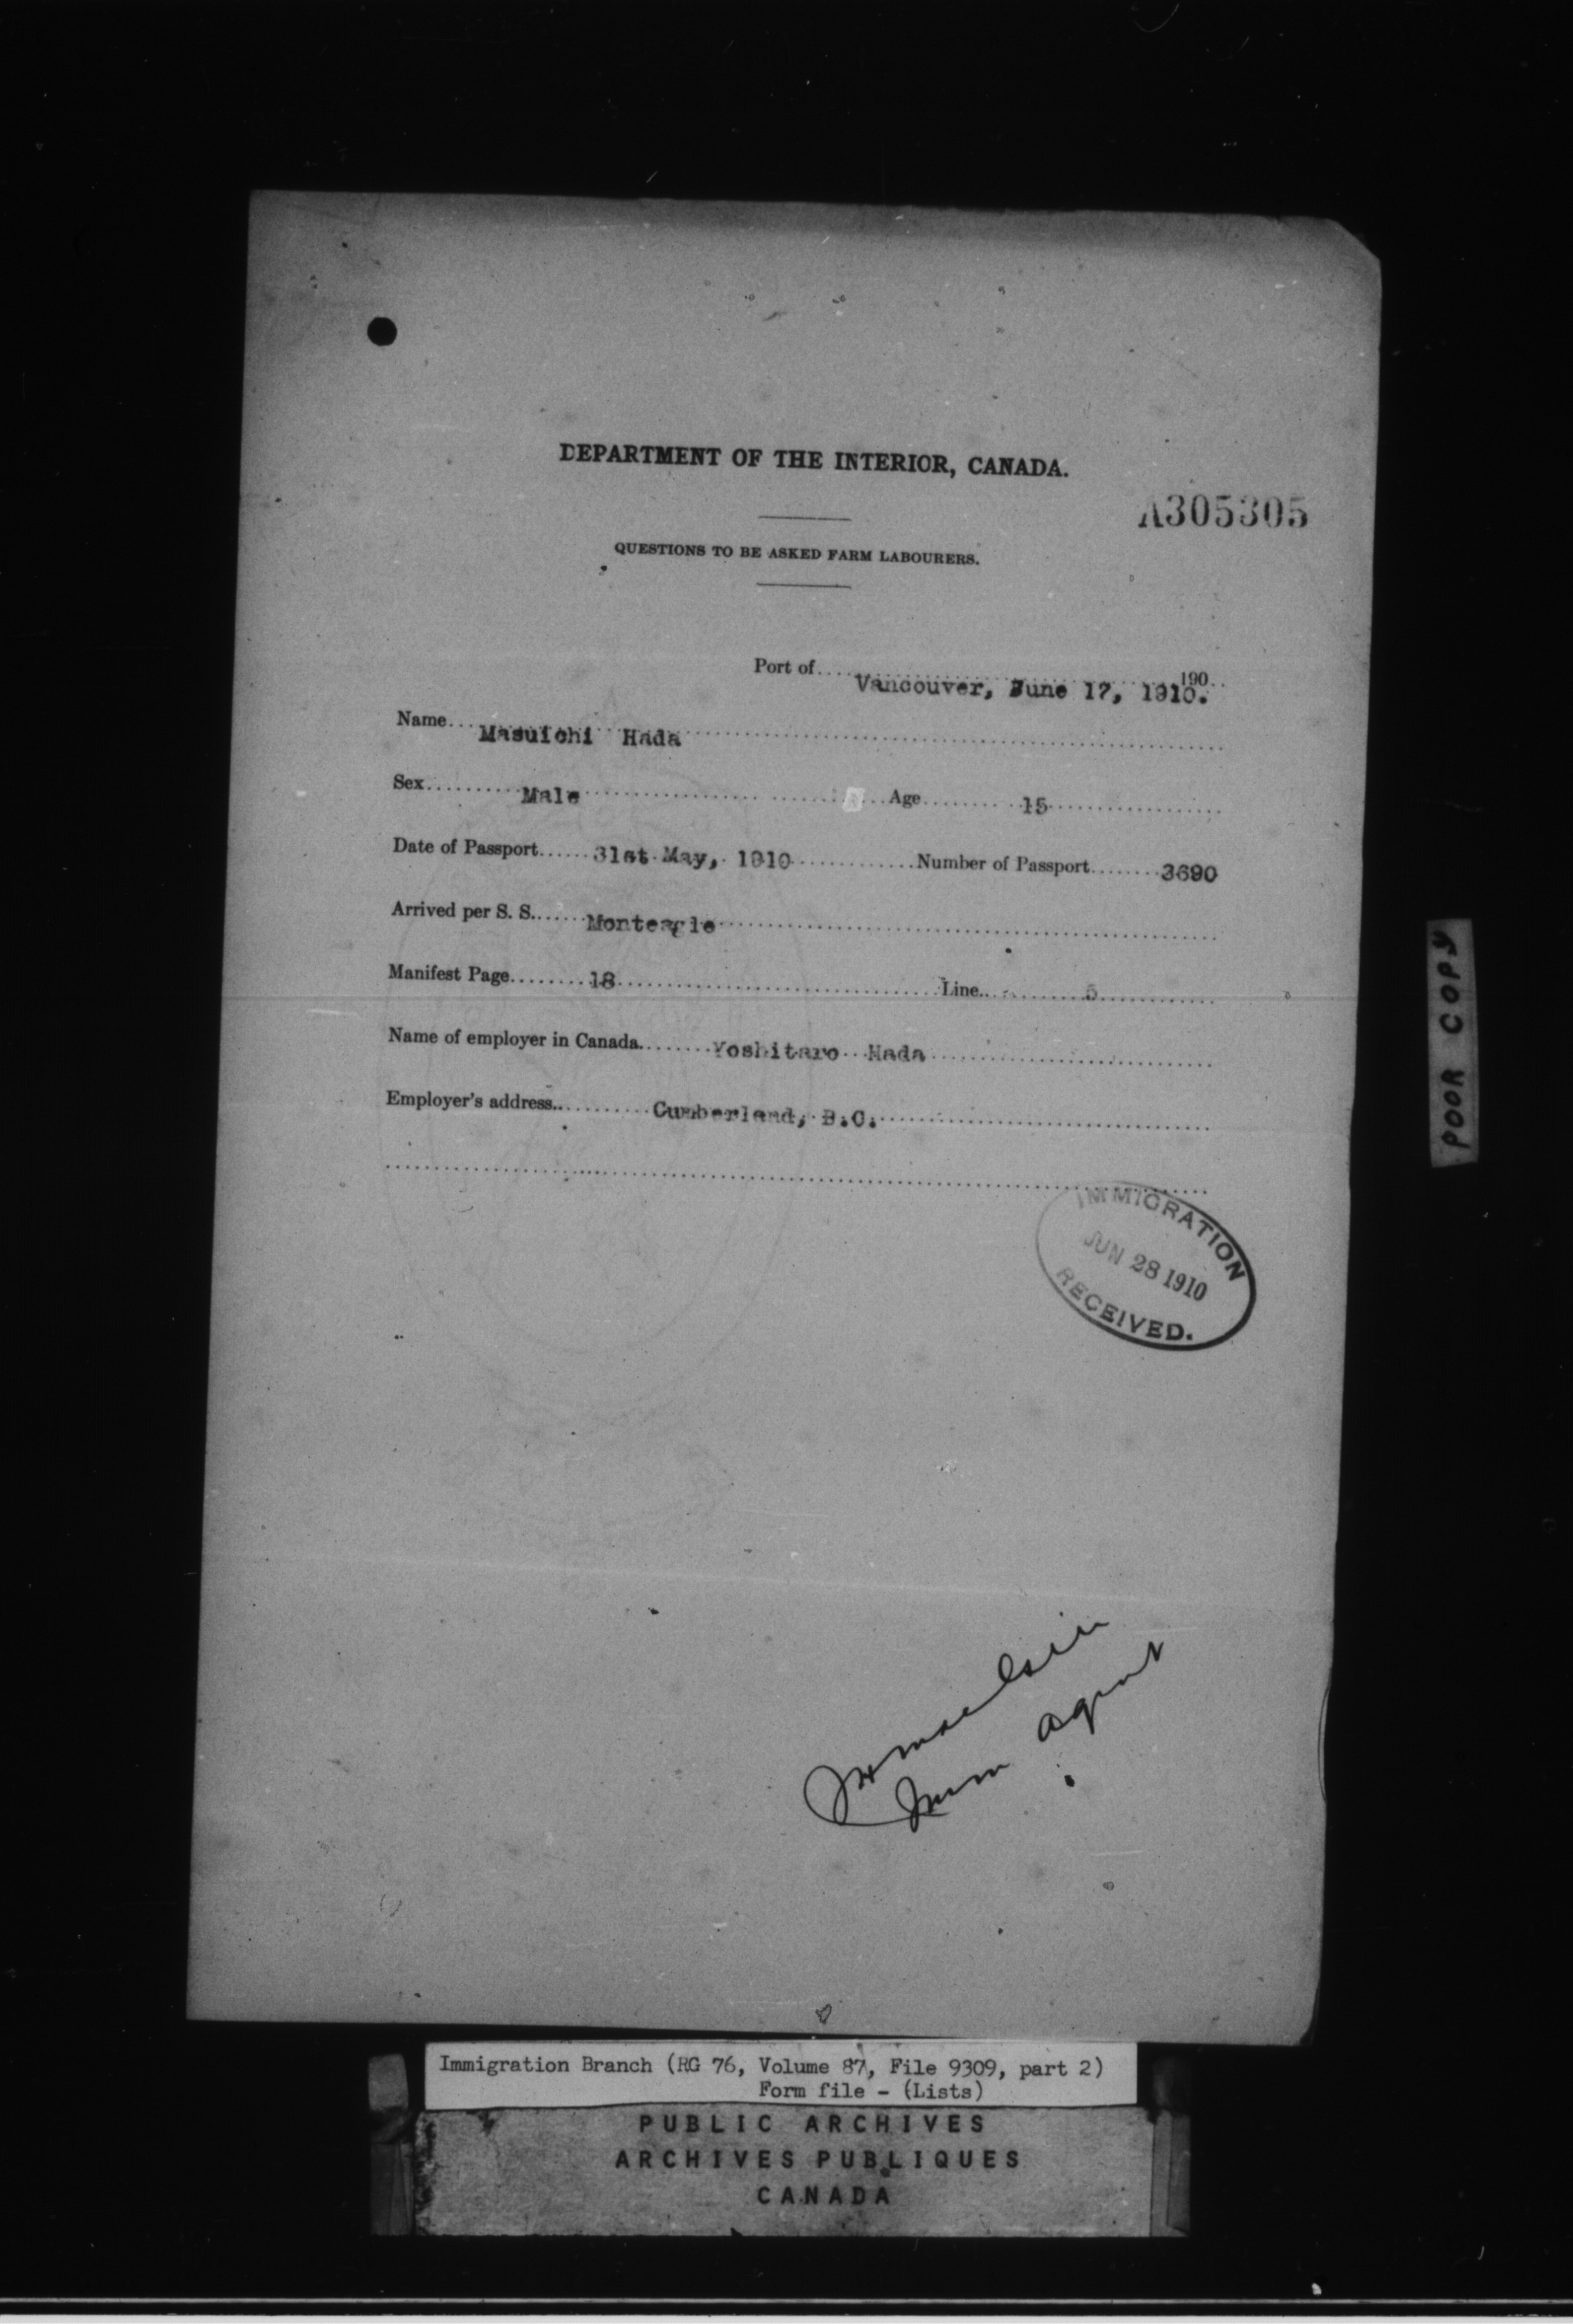 DEPARTMENT OF THE INTERIOR, CANADA.
A305305
QUESTIONS TO BE ASKED FARM LABOURERS.
Port of Vancouver, June 17, 1910. 190
Name Masuichi Hada
Sex Male Age 15
Date of Passport 31st May, 1910 Number of Passport 3690
Arrived per S. S. Monteagle
Manifest Page 18 Line 5
Name of employer in Canada Yoshitaro Hada
Employer's address Cumberland, B.C.
IMMIGRATION
JUN 28 1910
RECEIVED.
Imm Agent
POOR COPY
Immigration Branch (RG 76, Volume 87, File 9309, part 2)
Form file - (Lists)
PUBLIC ARCHIVES
ARCHIVES PUBLIQUES
CANADA